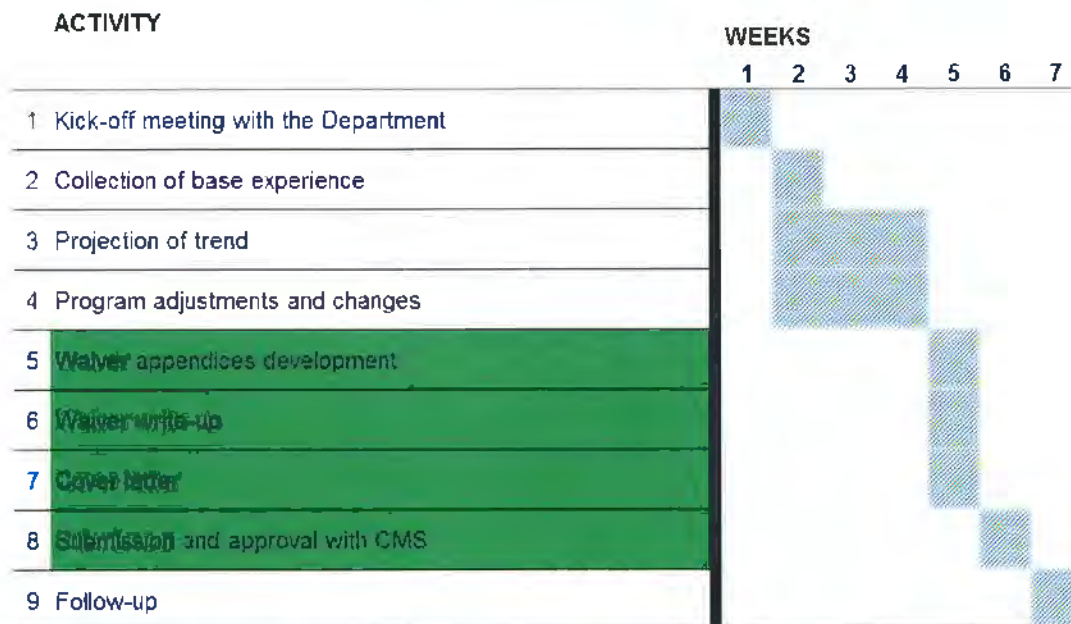 ACTIVITY
WEEKS
1 2 3 4 5 6 7
1 Kick-off meeting with the Department
2 Collection of base experience
3 Projection of trend
4 Program adjustments and changes
5 Waiver appendices development
6 Waiver write-up
7 Cover letter
8 Submission and approval with CMS
9 Follow-up